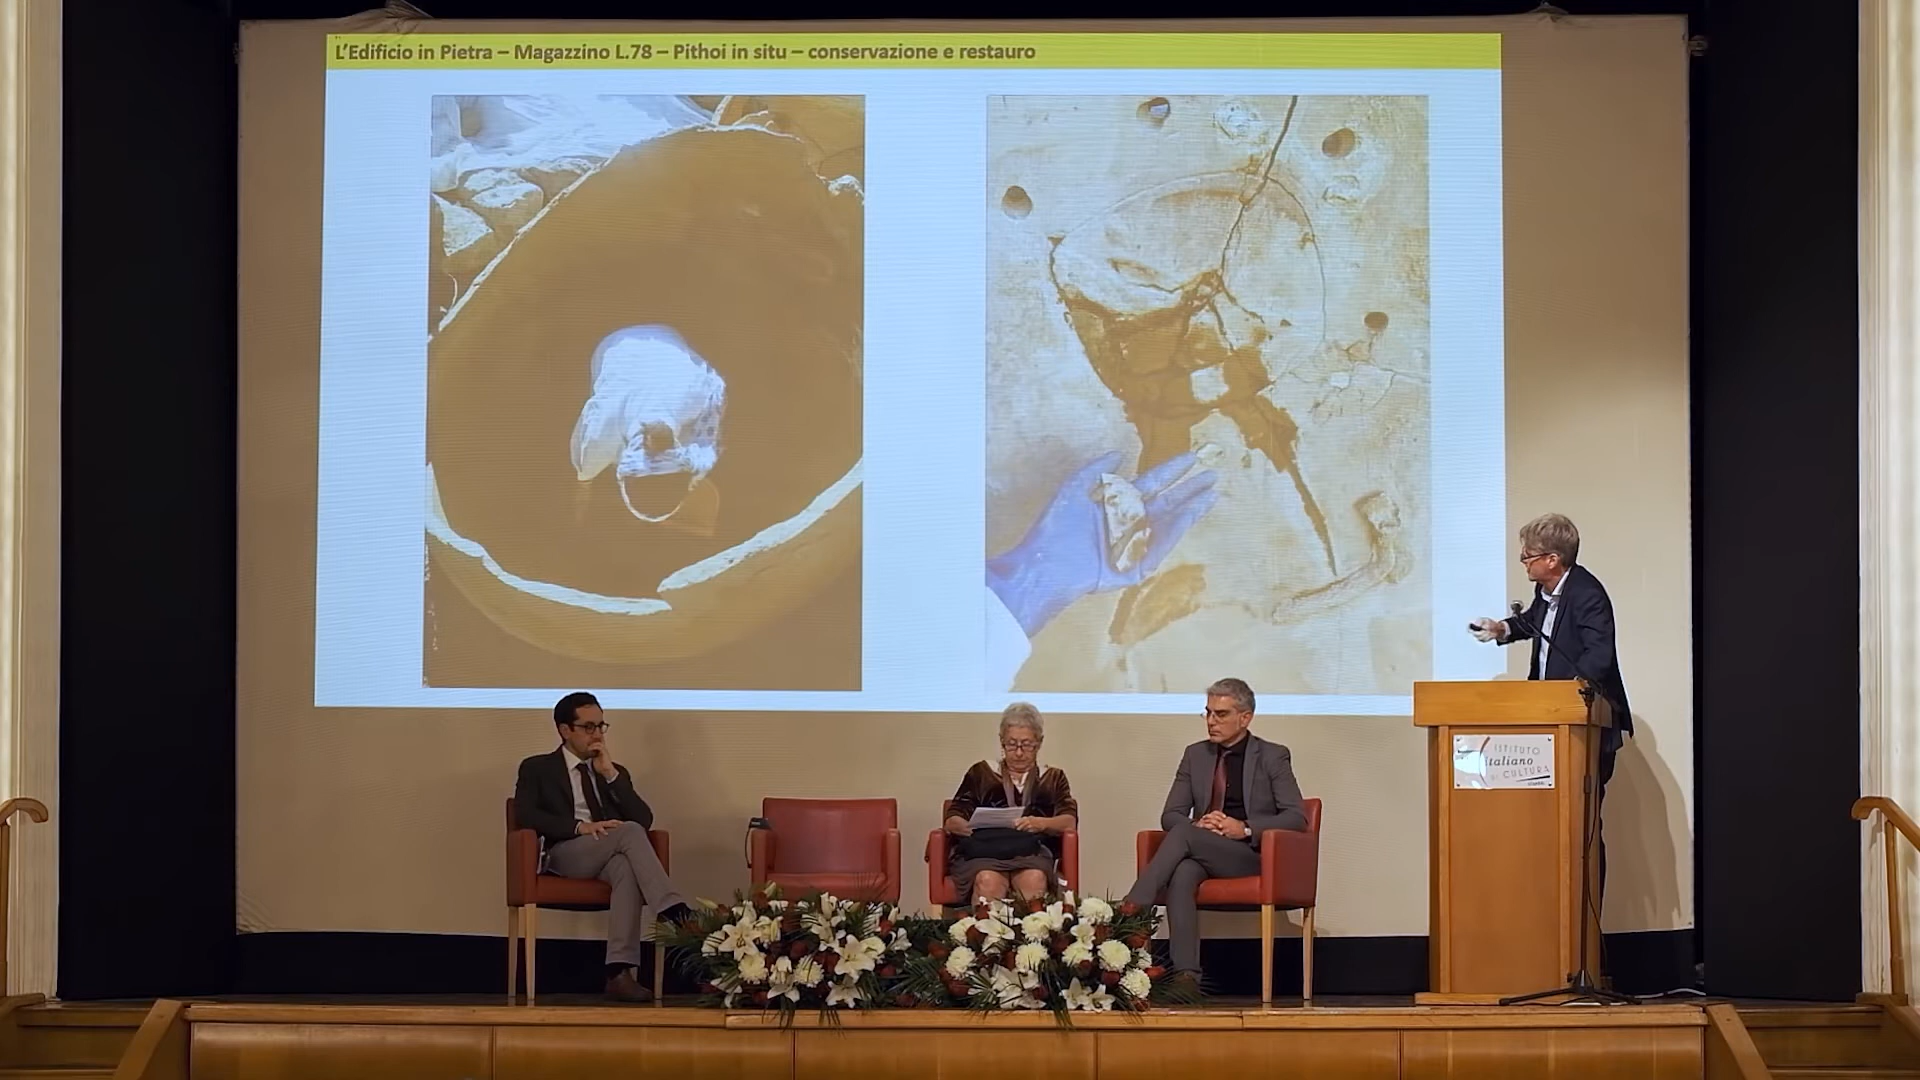 L'Edificio in Pietra – Magazzino L.78 – Pithoi in situ – conservazione e restauro
ISTITUTO
italiano
DI CULTURA